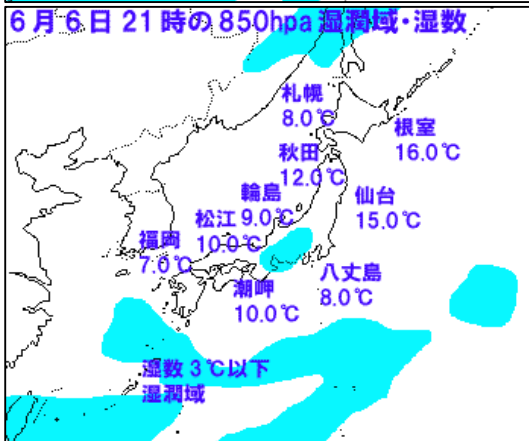 6月6日21時の850hpa湿潤域・湿数
札幌
8.0℃
根室
16.0℃
秋田
12.0℃
輪島
9.0℃
仙台
15.0℃
松江
10.0℃
福岡
7.0℃
八丈島
8.0℃
潮岬
10.0℃
湿数3℃以下
湿潤域